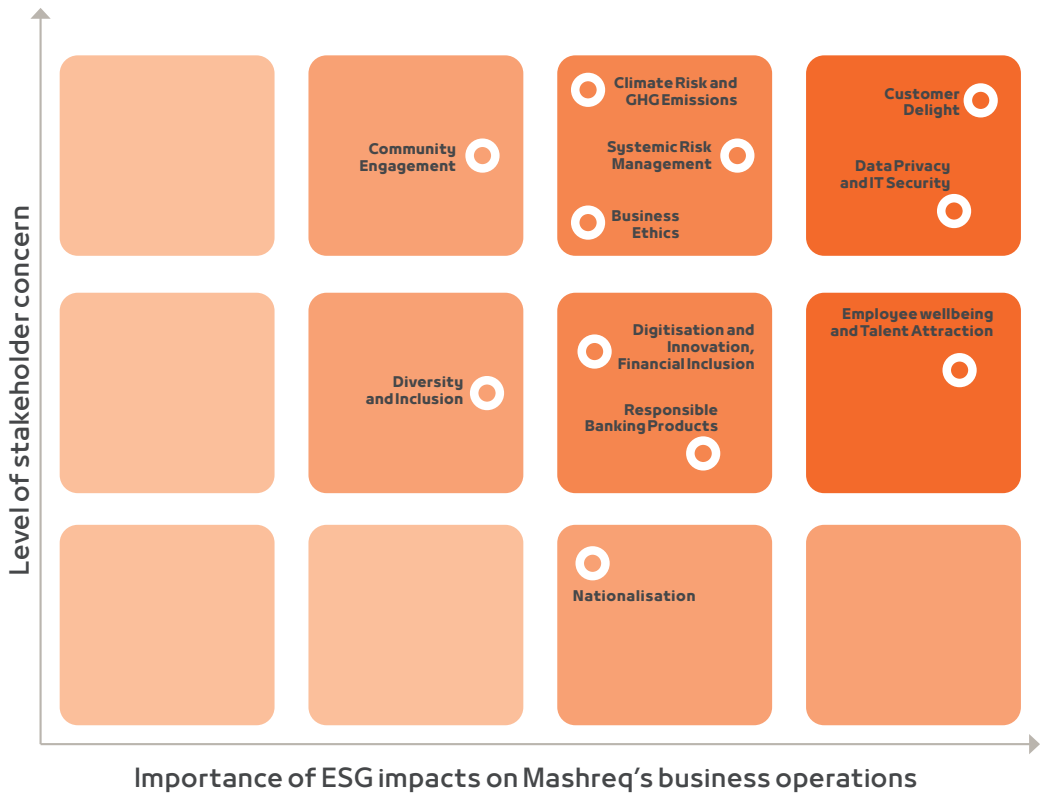 Level of stakeholder concern
Climate Risk and
GHG Emissions
Customer
Delight
Community
Engagement
Systemic Risk
Management
Data Privacy
and IT Security
Business
Ethics
Employee wellbeing
and Talent Attraction
Digitisation and
Innovation,
Financial Inclusion
Diversity
and Inclusion
Responsible
Banking Products
Nationalisation
Importance of ESG impacts on Mashreq's business operations